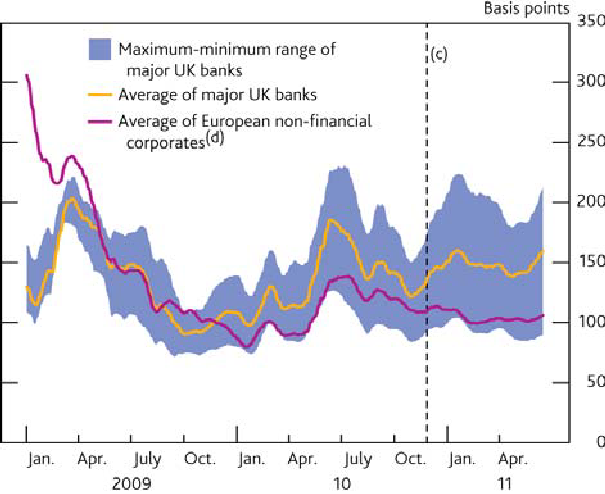 Basis points
350
(c)
Maximum-minimum range of
major UK banks
Average of major UK banks
Average of European non-financial
corporates(d)
300
250
200
150
100
50
0
Jan. Apr. July Oct. Jan. Apr. July Oct. Jan. Apr.
2009 10 11